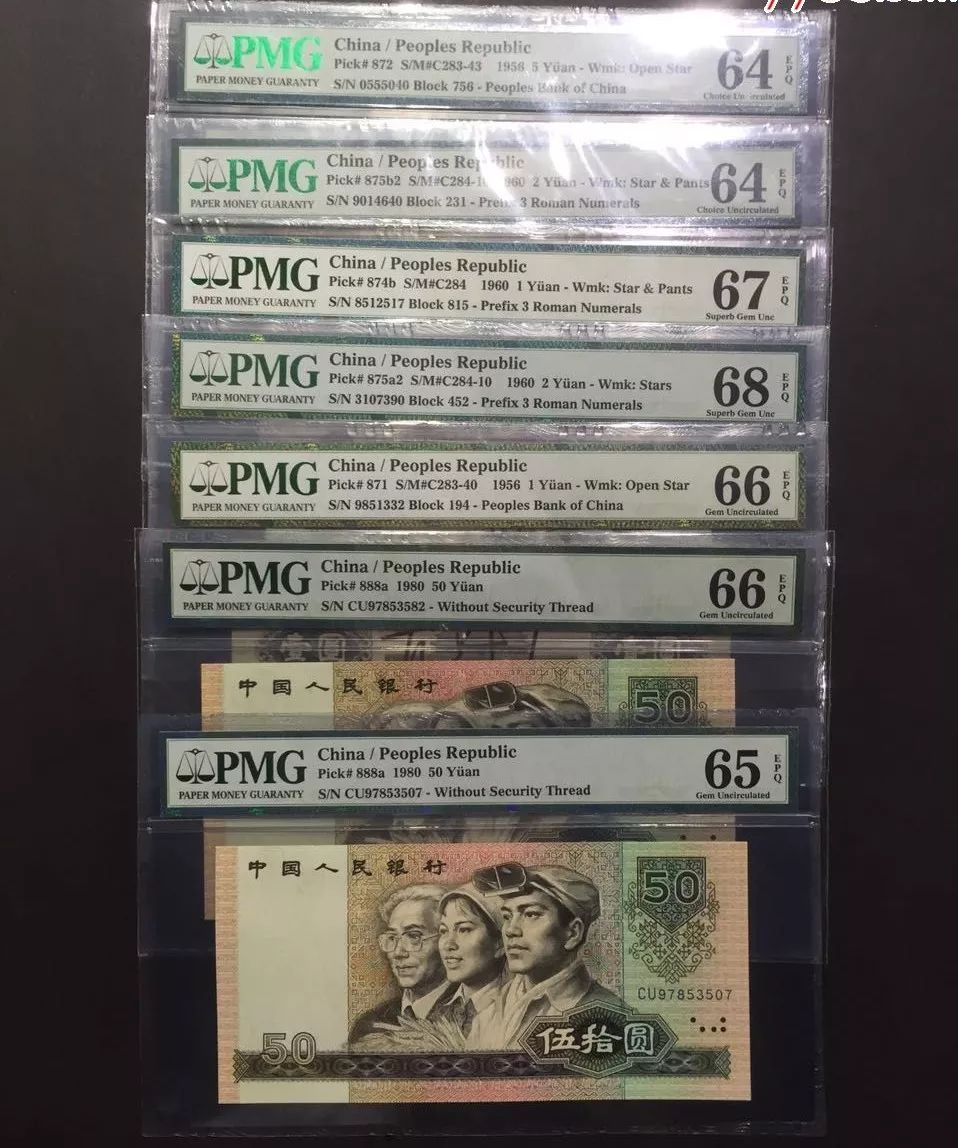 PMG
PAPER MONEY GUARANTY
China / Peoples Republic
Pick# 872 S/M#C283-43 1956 5 Yüan - Wmk: Open Star
S/N 0555040 Block 756 - Peoples Bank of China
64
EPQ
Choice Uncirculated
PMG
PAPER MONEY GUARANTY
China / Peoples Republic
Pick# 875b2 S/M#C284-10 1960 2 Yüan - Wmk: Star & Pants
S/N 9014640 Block 231 - Prefix 3 Roman Numerals
64
EPQ
Choice Uncirculated
PMG
PAPER MONEY GUARANTY
China / Peoples Republic
Pick# 874b S/M#C284 1960 1 Yüan - Wmk: Star & Pants
S/N 8512517 Block 815 - Prefix 3 Roman Numerals
67
EPQ
Superb Gem Unc
PMG
PAPER MONEY GUARANTY
China / Peoples Republic
Pick# 875a2 S/M#C284-10 1960 2 Yüan - Wmk: Stars
S/N 3107390 Block 452 - Prefix 3 Roman Numerals
68
EPQ
Superb Gem Unc
PMG
PAPER MONEY GUARANTY
China / Peoples Republic
Pick# 871 S/M#C283-40 1956 1 Yüan - Wmk: Open Star
S/N 9851332 Block 194 - Peoples Bank of China
66
EPQ
Gem Uncirculated
PMG
PAPER MONEY GUARANTY
China / Peoples Republic
Pick# 888a 1980 50 Yüan
S/N CU97853582 - Without Security Thread
66
EPQ
Gem Uncirculated
中国人民银行
50
PMG
PAPER MONEY GUARANTY
China / Peoples Republic
Pick# 888a 1980 50 Yüan
S/N CU97853507 - Without Security Thread
65
EPQ
Gem Uncirculated
中国人民银行
50
CU97853507
50
伍拾圆